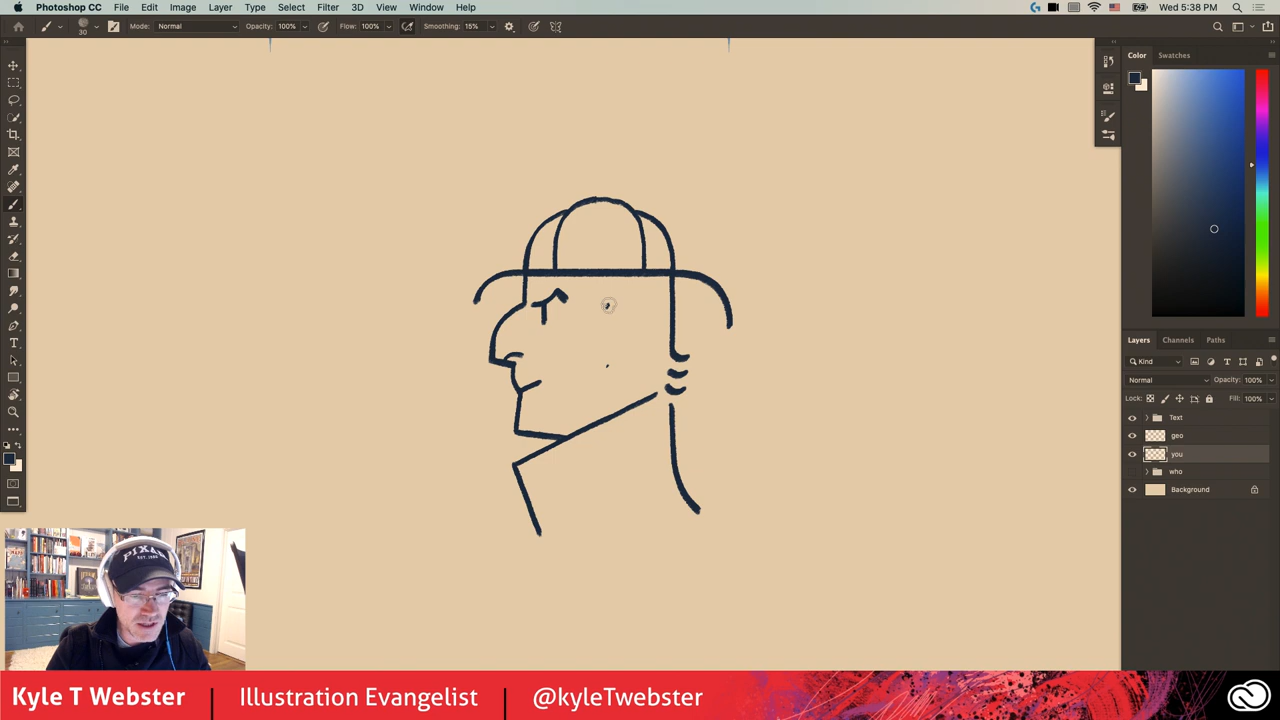 Photoshop CC File Edit Image Layer Type Select Filter 3D View Window Help Wed 5:38 PM
30 Mode: Normal Opacity: 100% Flow: 100% Smoothing: 15%
Color Swatches
Layers Channels Paths
Kind
Normal Opacity: 100%
Lock: Fill: 100%
Text
geo
you
who
Background
PIXAR
Kyle T Webster | Illustration Evangelist | @kyleTwebster